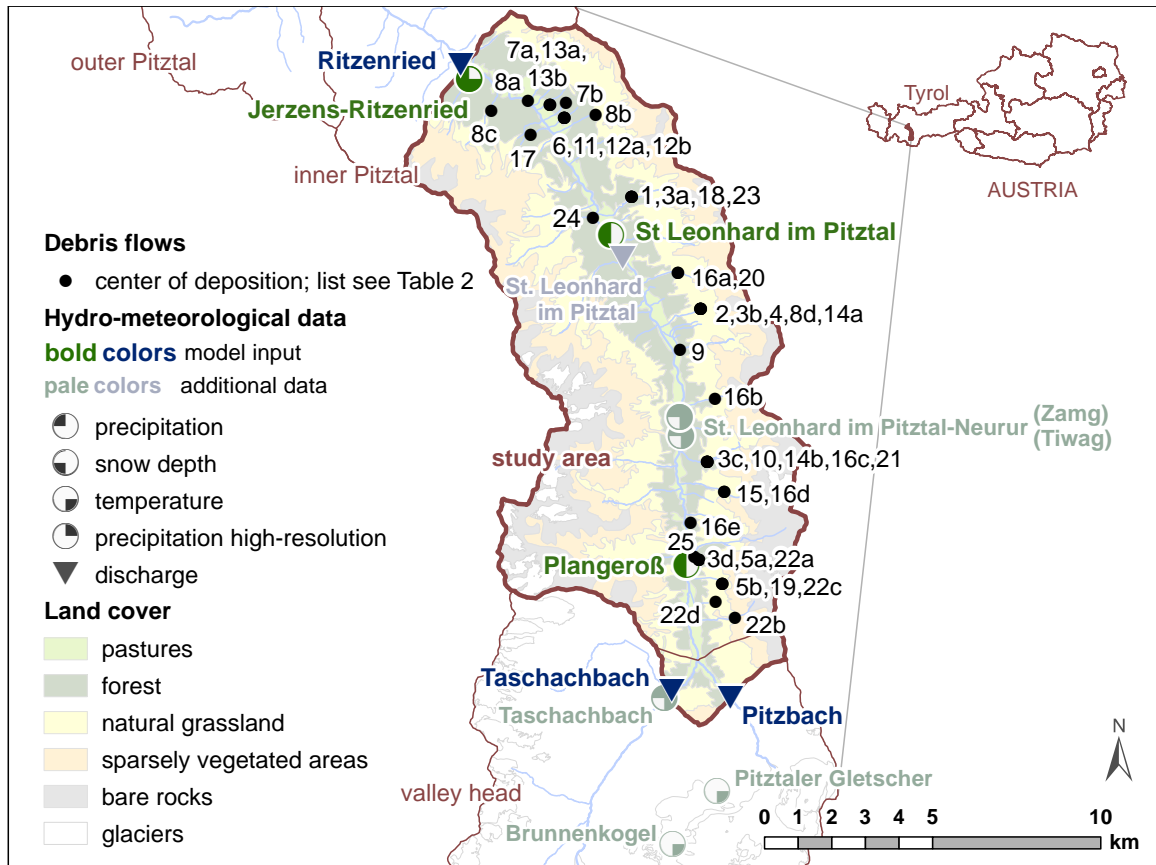 outer Pitztal
Ritzenried
7a,13a,
8a 13b
7b
Jerzens-Ritzenried
8b
8c
17
6,11,12a,12b
inner Pitztal
1,3a,18,23
24
St Leonhard im Pitztal
St. Leonhard
im Pitztal
16a,20
2,3b,4,8d,14a
9
16b
St. Leonhard im Pitztal-Neurur (Zamg)
(Tiwag)
study area
3c,10,14b,16c,21
15,16d
16e
25
Plangeroß
3d,5a,22a
5b,19,22c
22d
22b
Taschachbach
Taschachbach
Pitzbach
Pitztaler Gletscher
valley head
Brunnenkogel
Tyrol
AUSTRIA
Debris flows
center of deposition; list see Table 2
Hydro-meteorological data
bold colors model input
pale colors additional data
precipitation
snow depth
temperature
precipitation high-resolution
discharge
Land cover
pastures
forest
natural grassland
sparsely vegetated areas
bare rocks
glaciers
N
0 1 2 3 4 5 10
km